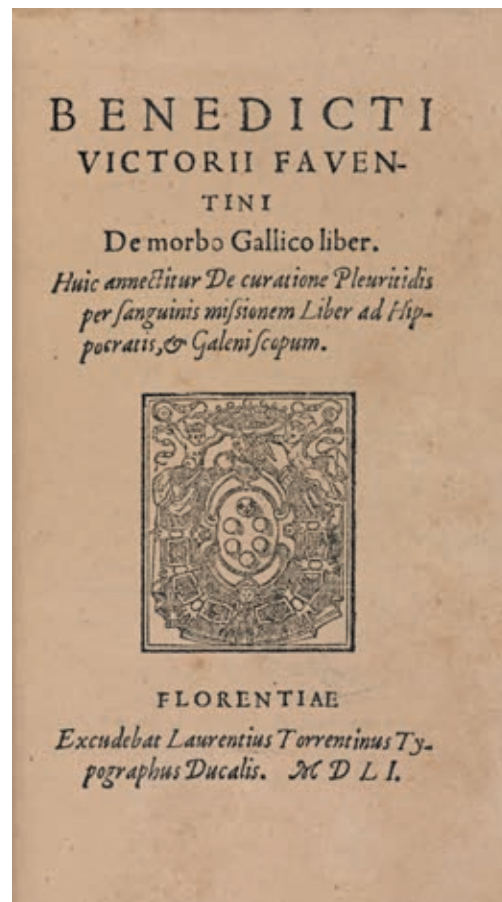 BENEDICTI
VICTORII FAVEN-
TINI
De morbo Gallico liber.
Huic annectitur De curatione Pleuritidis
per sanguinis missionem Liber ad Hip-
pocratis, & Galeni scopum.
FLORENTIAE
Excudebat Laurentius Torrentinus Ty-
pographus Ducalis. M D L I.